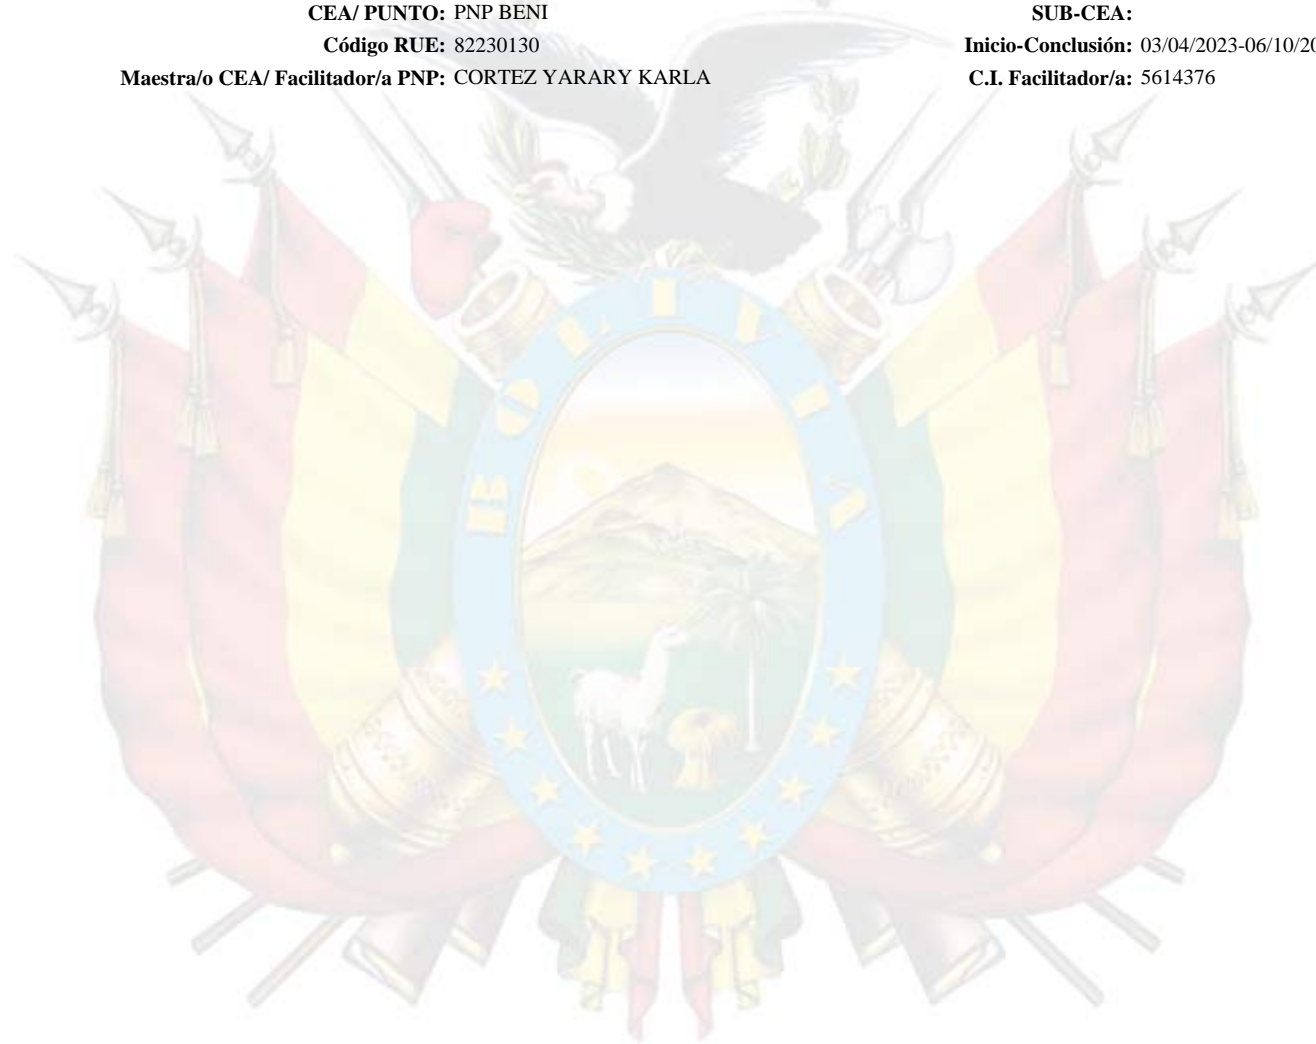 CEA/ PUNTO: PNP BENI SUB-CEA:
Código RUE: 82230130 Inicio-Conclusión: 03/04/2023-06/10/20
Maestra/o CEA/ Facilitador/a PNP: CORTEZ YARARY KARLA C.I. Facilitador/a: 5614376
BOLIVIA